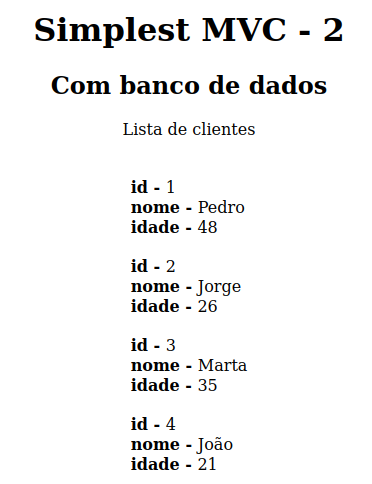 Simplest MVC - 2
Com banco de dados
Lista de clientes
id - 1
nome - Pedro
idade - 48
id - 2
nome - Jorge
idade - 26
id - 3
nome - Marta
idade - 35
id - 4
nome - João
idade - 21